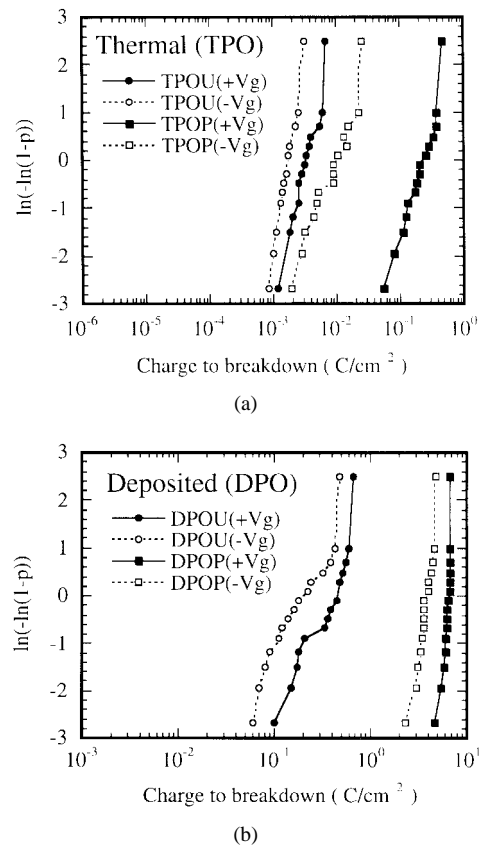 (a)
3
2
1
0
-1
-2
-3
ln(-ln(1-p))
Thermal (TPO)
TPOU(+Vg)
TPOU(-Vg)
TPOP(+Vg)
TPOP(-Vg)
10^-6 10^-5 10^-4 10^-3 10^-2 10^-1 10^0
Charge to breakdown ( C/cm^2 )
(a)
3
2
1
0
-1
-2
-3
ln(-ln(1-p))
Deposited (DPO)
DPOU(+Vg)
DPOU(-Vg)
DPOP(+Vg)
DPOP(-Vg)
10^-3 10^-2 10^-1 10^0 10^1
Charge to breakdown ( C/cm^2 )
(b)